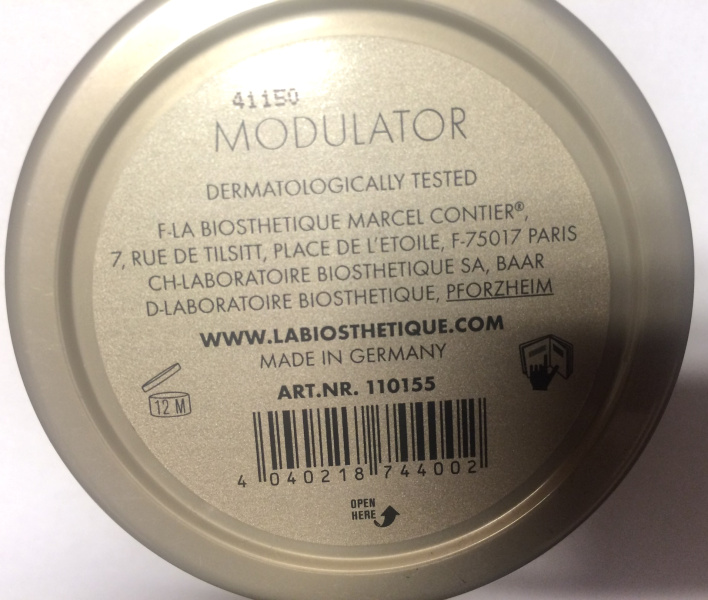 41150
MODULATOR
DERMATOLOGICALLY TESTED
F-LA BIOSTHETIQUE MARCEL CONTIER®,
7, RUE DE TILSITT, PLACE DE L'ETOILE, F-75017 PARIS
CH-LABORATOIRE BIOSTHETIQUE SA, BAAR
D-LABORATOIRE BIOSTHETIQUE, PFORZHEIM
WWW.LABIOSTHETIQUE.COM
MADE IN GERMANY
12 M
ART.NR. 110155
4 040218 744002
OPEN
HERE